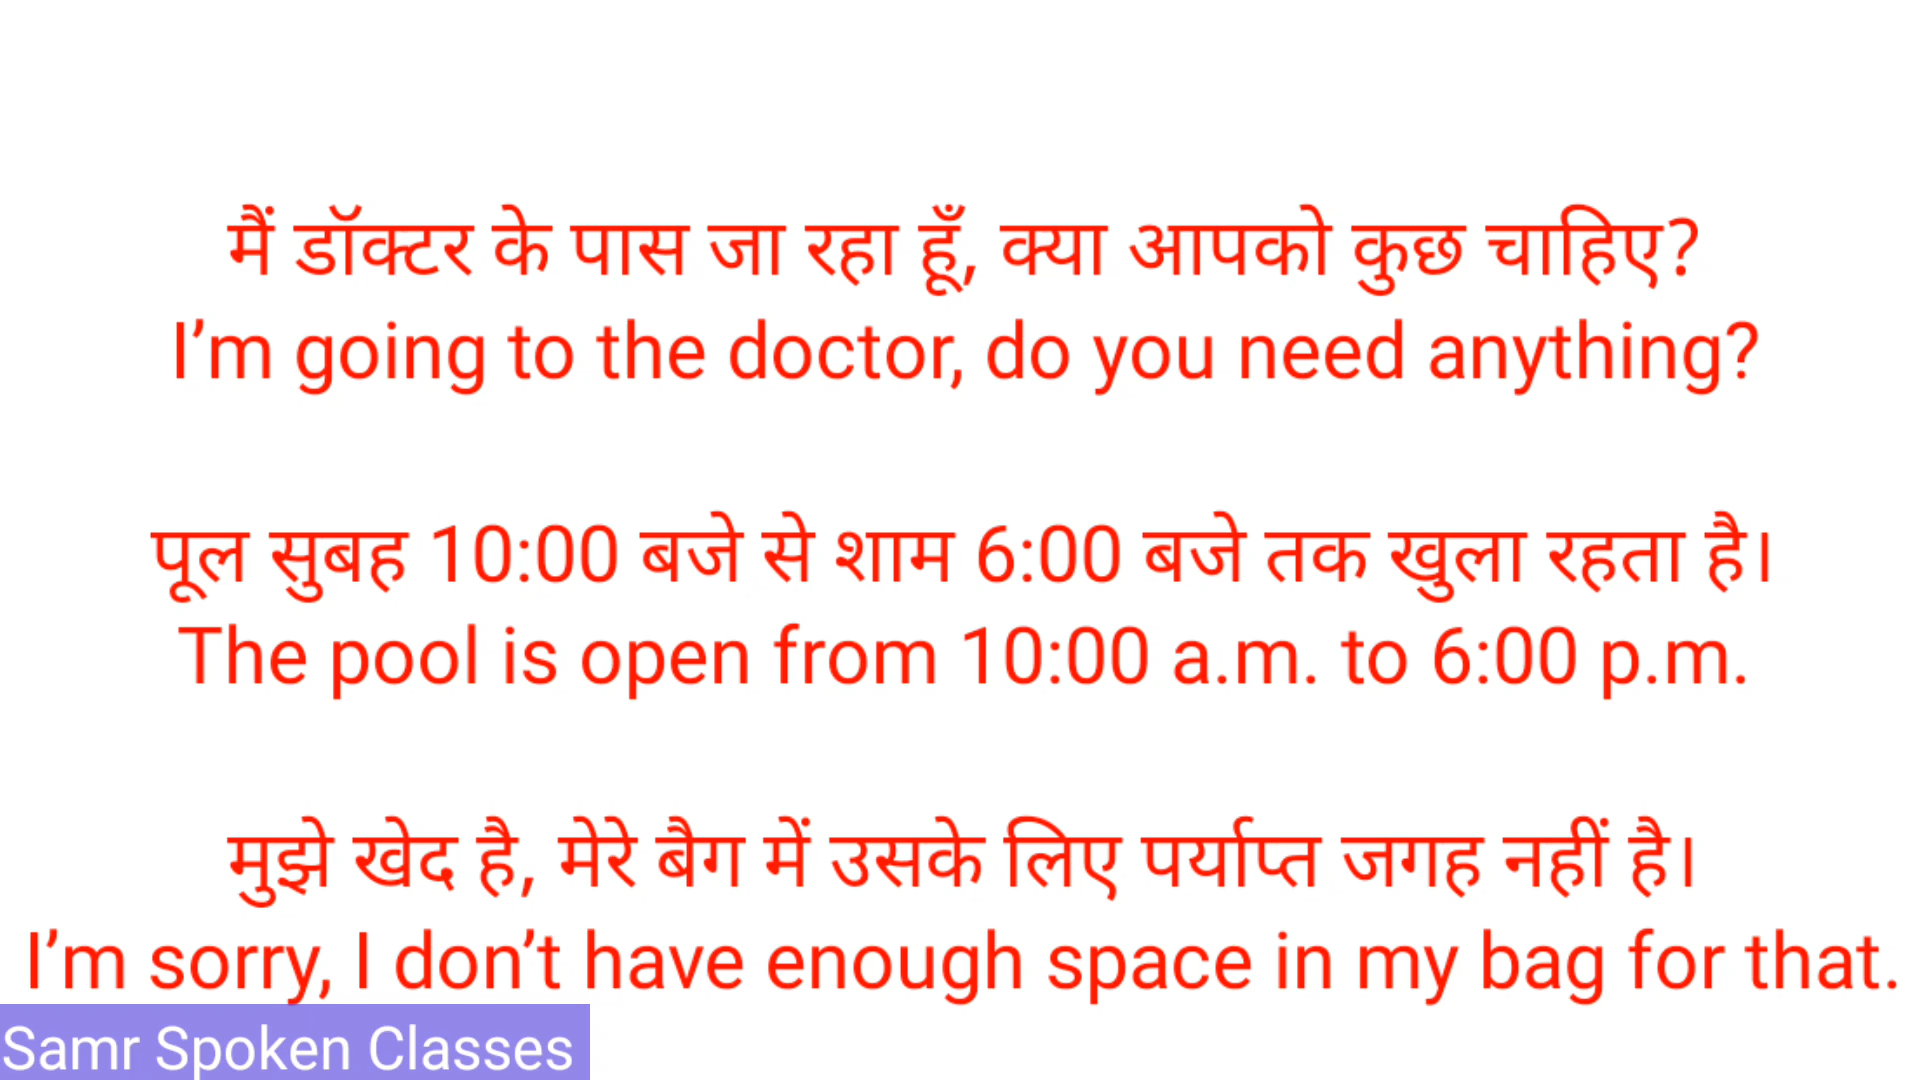 मैं डॉक्टर के पास जा रहा हूँ, क्या आपको कुछ चाहिए?
I’m going to the doctor, do you need anything?
पूल सुबह 10:00 बजे से शाम 6:00 बजे तक खुला रहता है।
The pool is open from 10:00 a.m. to 6:00 p.m.
मुझे खेद है, मेरे बैग में उसके लिए पर्याप्त जगह नहीं है।
I’m sorry, I don’t have enough space in my bag for that.
Samr Spoken Classes